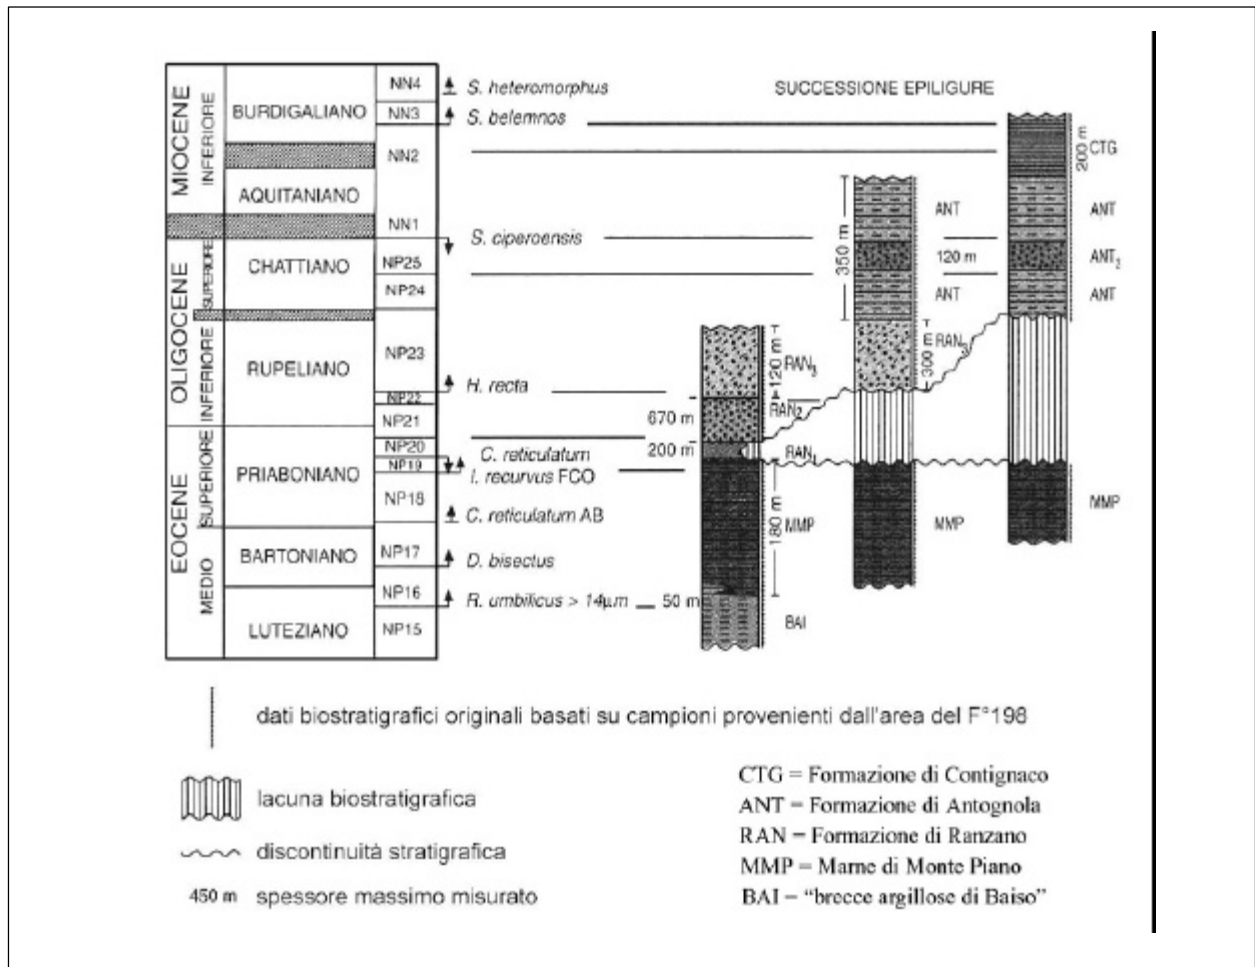 SUCCESSIONE EPILIGURE
MIOCENE
INFERIORE
OLIGOCENE
SUPERIORE
INFERIORE
EOCENE
SUPERIORE
MEDIO
BURDIGALIANO
AQUITANIANO
CHATTIANO
RUPELIANO
PRIABONIANO
BARTONIANO
LUTEZIANO
NN4
NN3
NN2
NN1
NP25
NP24
NP23
NP22
NP21
NP20
NP19
NP18
NP17
NP16
NP15
S. heteromorphus
S. belemnos
S. ciperoensis
H. recta
C. reticulatum
I. recurvus FCO
C. reticulatum AB
D. bisectus
R. umbilicus > 14µm
50 m
670 m
200 m
120 m
RAN3
RAN2
RAN1
180 m
MMP
BAI
350 m
ANT
120 m
ANT
300 m
RAN3
MMP
200 m
CTG
ANT
ANT2
ANT
MMP
dati biostratigrafici originali basati su campioni provenienti dall'area del F°198
lacuna biostratigrafica
discontinuità stratigrafica
450 m spessore massimo misurato
CTG = Formazione di Contignaco
ANT = Formazione di Antognola
RAN = Formazione di Ranzano
MMP = Marne di Monte Piano
BAI = "brecce argillose di Baiso"